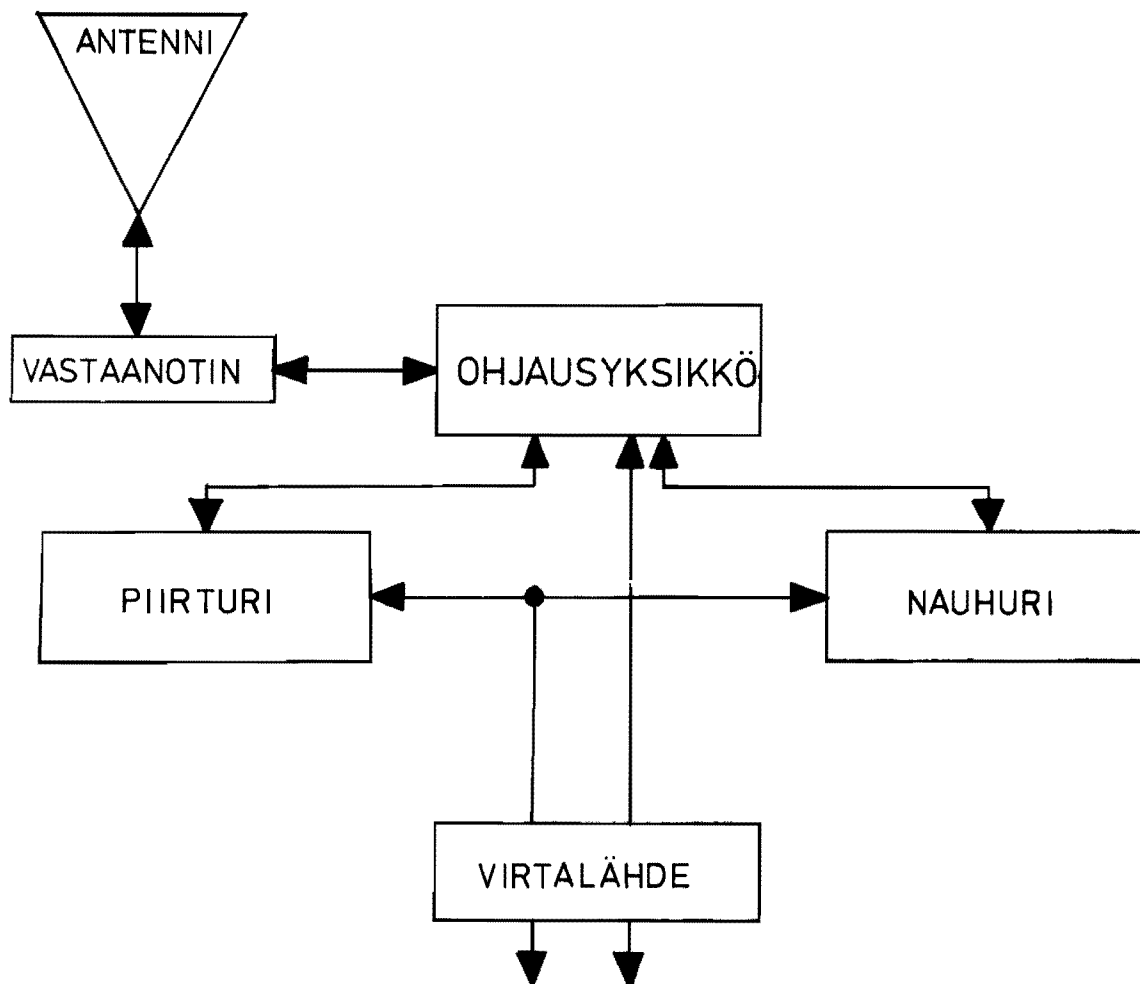 ANTENNI
VASTAANOTIN
OHJAUSYKSIKKÖ
PIIRTURI
NAUHURI
VIRTALÄHDE